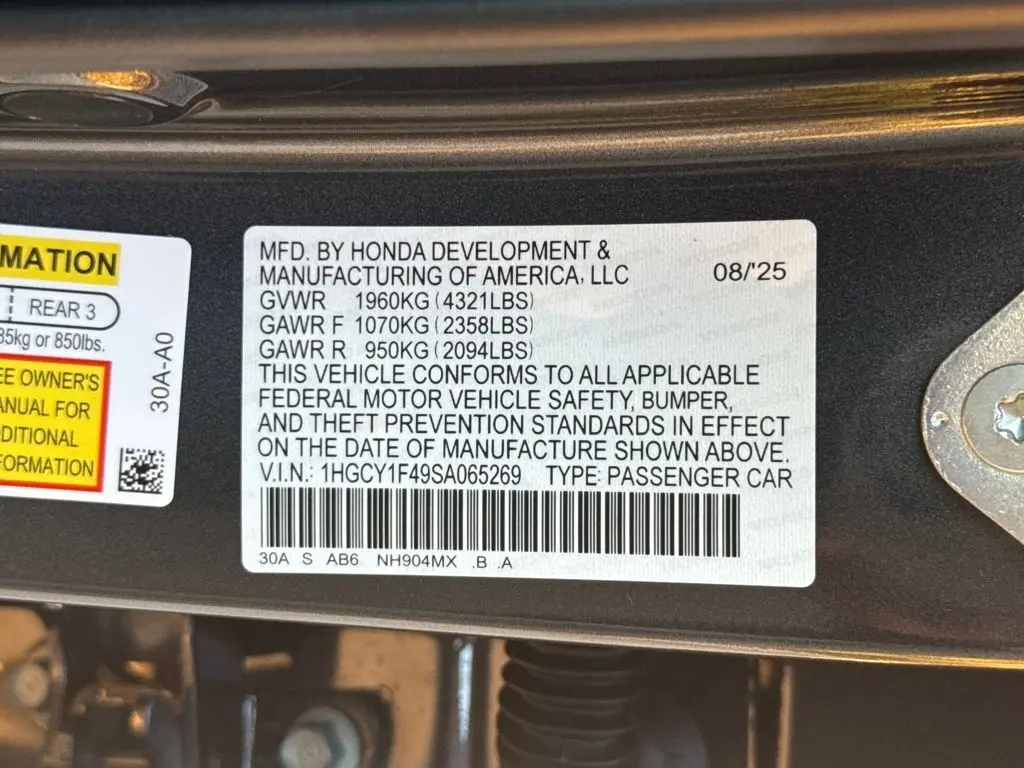 MATION
REAR 3
85kg or 850lbs.
EE OWNER'S
ANUAL FOR
DDITIONAL
FORMATION
30A-A0
MFD. BY HONDA DEVELOPMENT &
MANUFACTURING OF AMERICA, LLC 08/'25
GVWR 1960KG (4321LBS)
GAWR F 1070KG (2358LBS)
GAWR R 950KG (2094LBS)
THIS VEHICLE CONFORMS TO ALL APPLICABLE
FEDERAL MOTOR VEHICLE SAFETY, BUMPER,
AND THEFT PREVENTION STANDARDS IN EFFECT
ON THE DATE OF MANUFACTURE SHOWN ABOVE.
V.I.N.: 1HGCY1F49SA065269 TYPE: PASSENGER CAR
30A S AB6 NH904MX .B .A